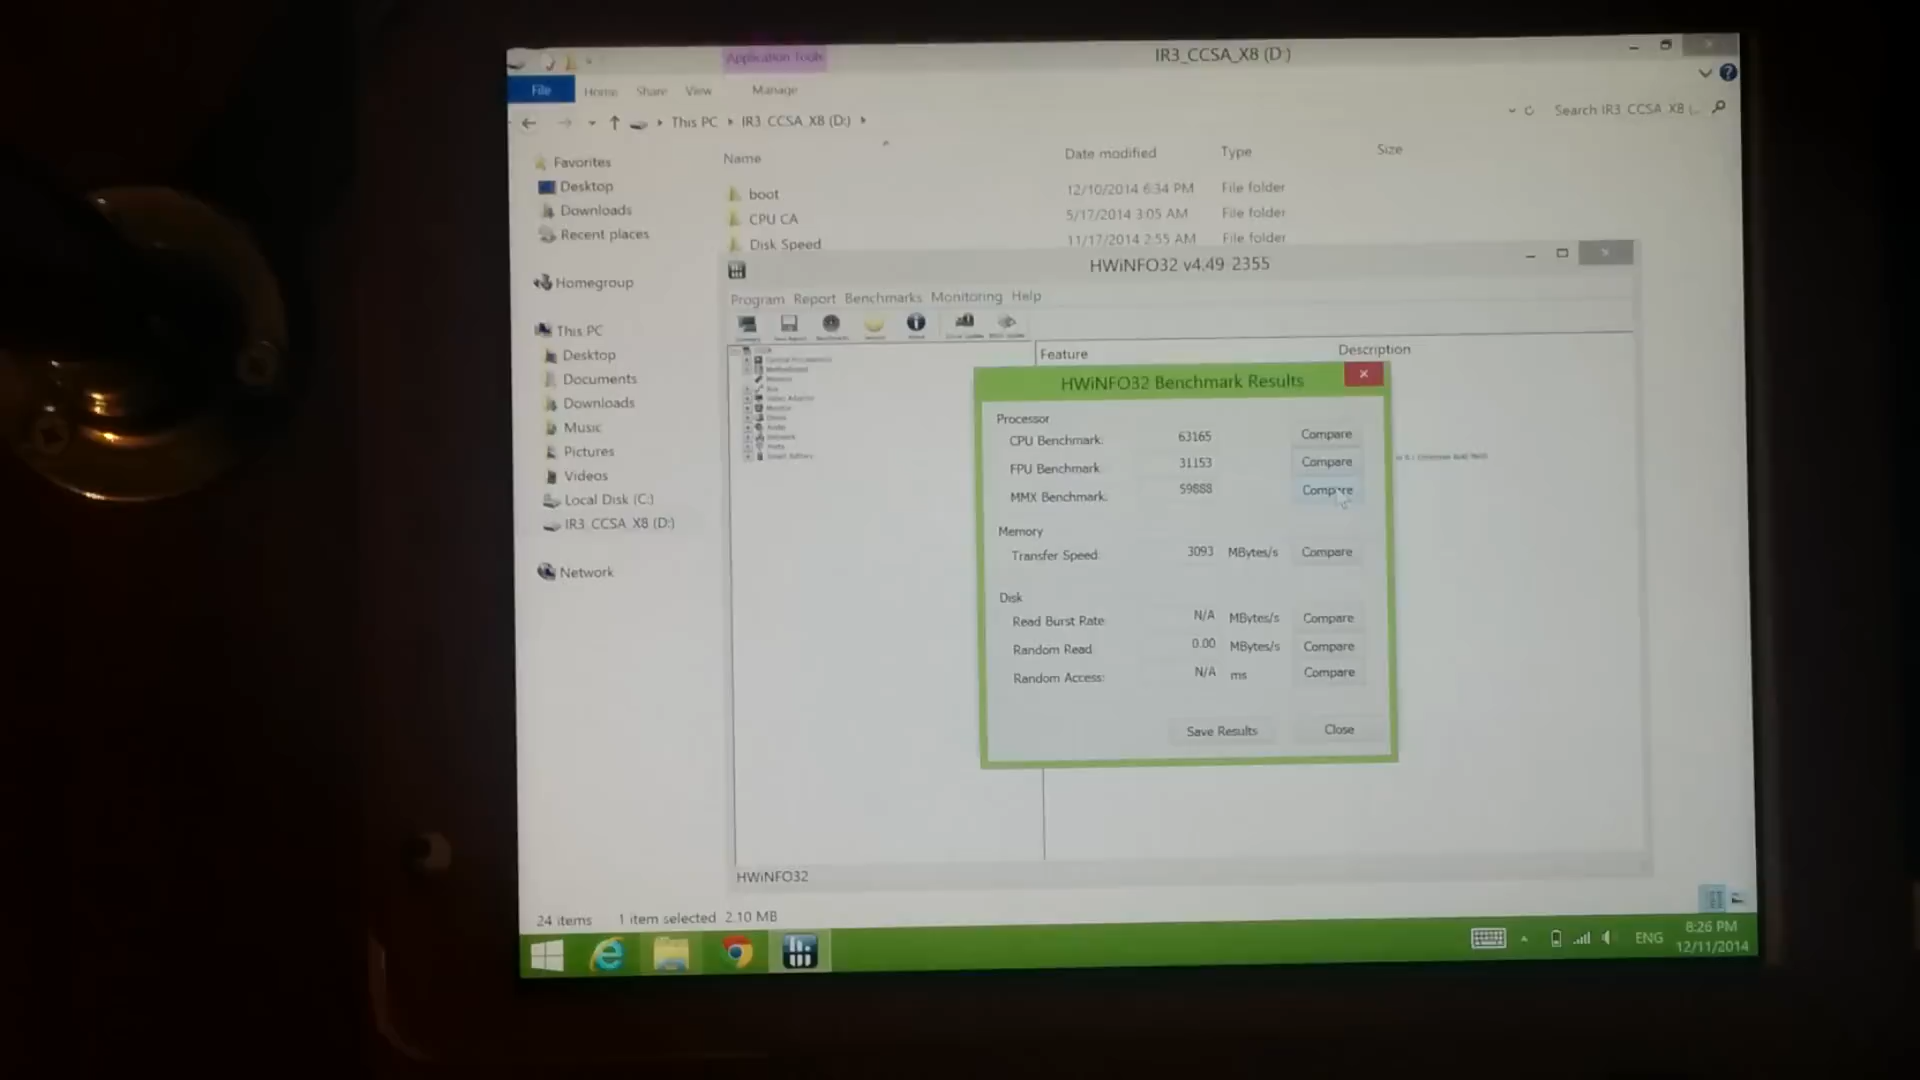 Application Tools
IR3_CCSA_X8 (D:)
File Home Share View Manage
This PC IR3_CCSA_X8 (D:)
Search IR3_CCSA_X8 (...
Name Date modified Type Size
boot 12/10/2014 6:34 PM File folder
CPU CA 5/17/2014 3:05 AM File folder
Disk Speed 11/17/2014 2:55 AM File folder
Favorites
Desktop
Downloads
Recent places
Homegroup
This PC
Desktop
Documents
Downloads
Music
Pictures
Videos
Local Disk (C:)
IR3_CCSA_X8 (D:)
Network
HWiNFO32 v4.49-2355
Program Report Benchmarks Monitoring Help
Feature Description
HWiNFO32 Benchmark Results
Processor
CPU Benchmark: 63165 Compare
FPU Benchmark 31153 Compare
MMX Benchmark: 59888 Compare
Memory
Transfer Speed 3093 MBytes/s Compare
Disk
Read Burst Rate N/A MBytes/s Compare
Random Read 0.00 MBytes/s Compare
Random Access: N/A ms Compare
Save Results Close
HWiNFO32
24 items 1 item selected 2.10 MB
ENG
8:26 PM
12/11/2014